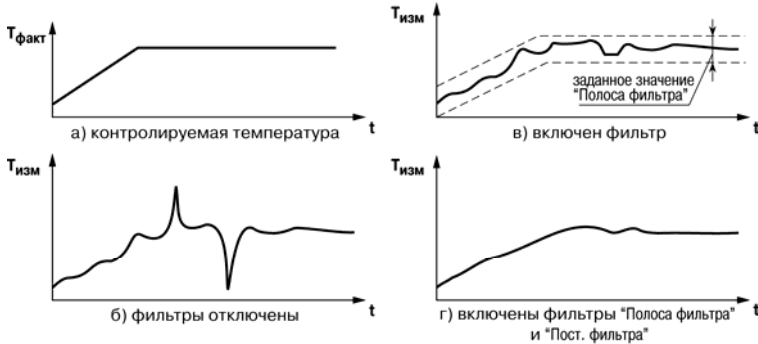 Tфакт
t
а) контролируемая температура
Tизм
заданное значение
“Полоса фильтра”
t
в) включен фильтр
Tизм
t
б) фильтры отключены
Tизм
t
г) включены фильтры “Полоса фильтра”
и “Пост. фильтра”